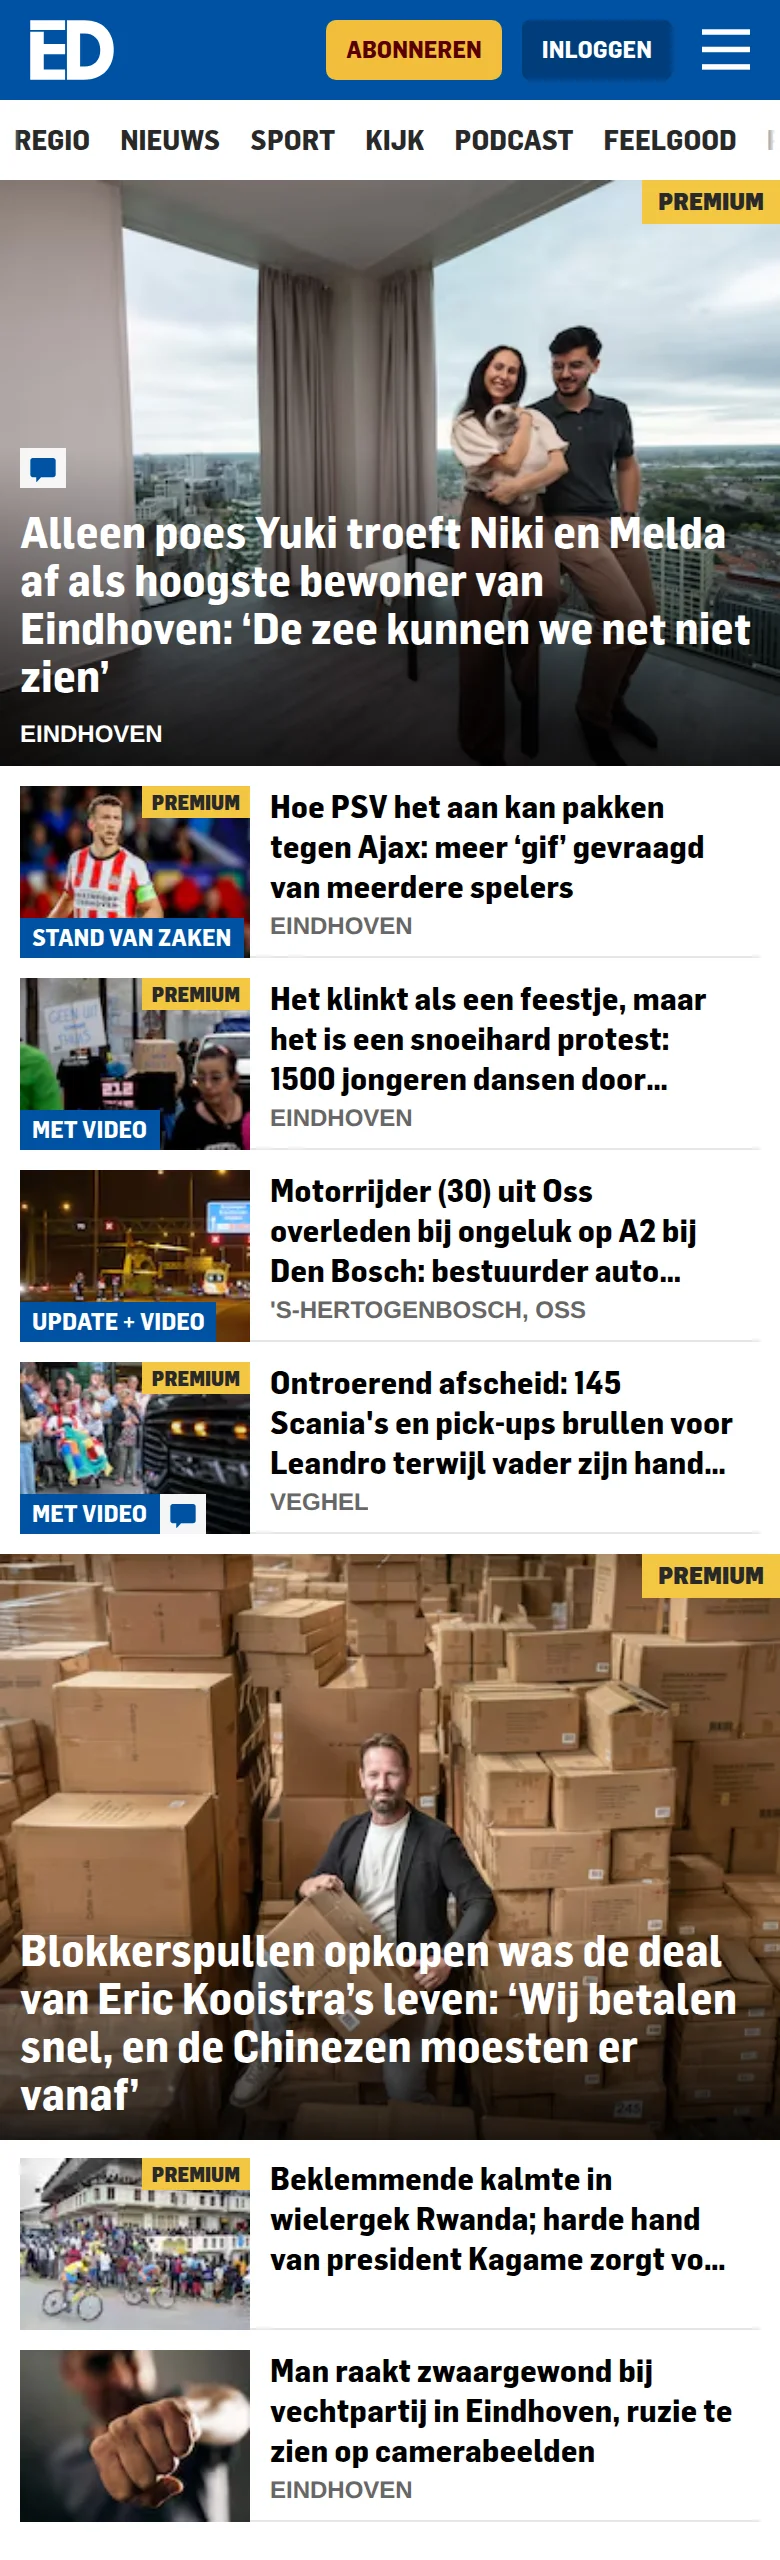 ED
ABONNEREN
INLOGGEN
REGIO NIEUWS SPORT KIJK PODCAST FEELGOOD
PREMIUM
Alleen poes Yuki troeft Niki en Melda
af als hoogste bewoner van
Eindhoven: ‘De zee kunnen we net niet
zien’
EINDHOVEN
PREMIUM
STAND VAN ZAKEN
Hoe PSV het aan kan pakken
tegen Ajax: meer ‘gif’ gevraagd
van meerdere spelers
EINDHOVEN
PREMIUM
GEEN UIT
THUIS
212
MET VIDEO
Het klinkt als een feestje, maar
het is een snoeihard protest:
1500 jongeren dansen door...
EINDHOVEN
70
UPDATE + VIDEO
Motorrijder (30) uit Oss
overleden bij ongeluk op A2 bij
Den Bosch: bestuurder auto...
'S-HERTOGENBOSCH, OSS
PREMIUM
MET VIDEO
Ontroerend afscheid: 145
Scania's en pick-ups brullen voor
Leandro terwijl vader zijn hand...
VEGHEL
PREMIUM
Blokkerspullen opkopen was de deal
van Eric Kooistra’s leven: ‘Wij betalen
snel, en de Chinezen moesten er
vanaf’
245
PREMIUM
Beklemmende kalmte in
wielergek Rwanda; harde hand
van president Kagame zorgt vo...
Man raakt zwaargewond bij
vechtpartij in Eindhoven, ruzie te
zien op camerabeelden
EINDHOVEN